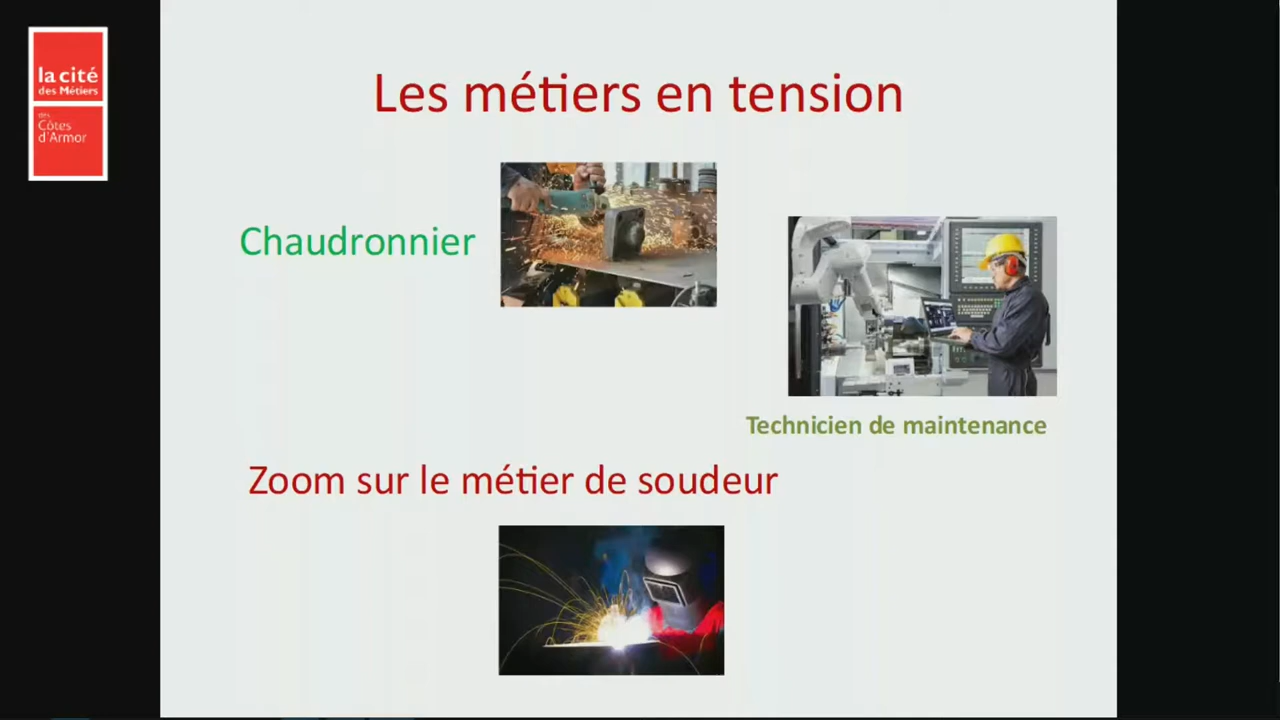 la cité
des Métiers
des
Côtes
d'Armor
Les métiers en tension
Chaudronnier
Technicien de maintenance
Zoom sur le métier de soudeur